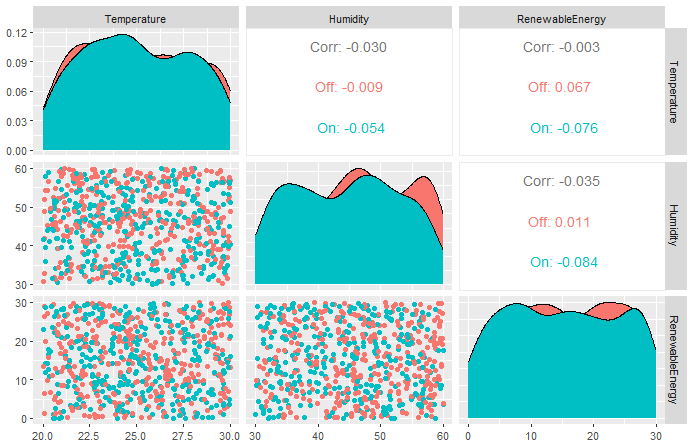 Temperature
Humidity
RenewableEnergy
0.12
0.09
0.06
0.03
0.00
Corr: -0.030
Off: -0.009
On: -0.054
Corr: -0.003
Off: 0.067
On: -0.076
Temperature
60
50
40
30
Corr: -0.035
Off: 0.011
On: -0.084
Humidity
30
20
10
0
RenewableEnergy
20.0 22.5 25.0 27.5 30.0
30 40 50 60
0 10 20 30